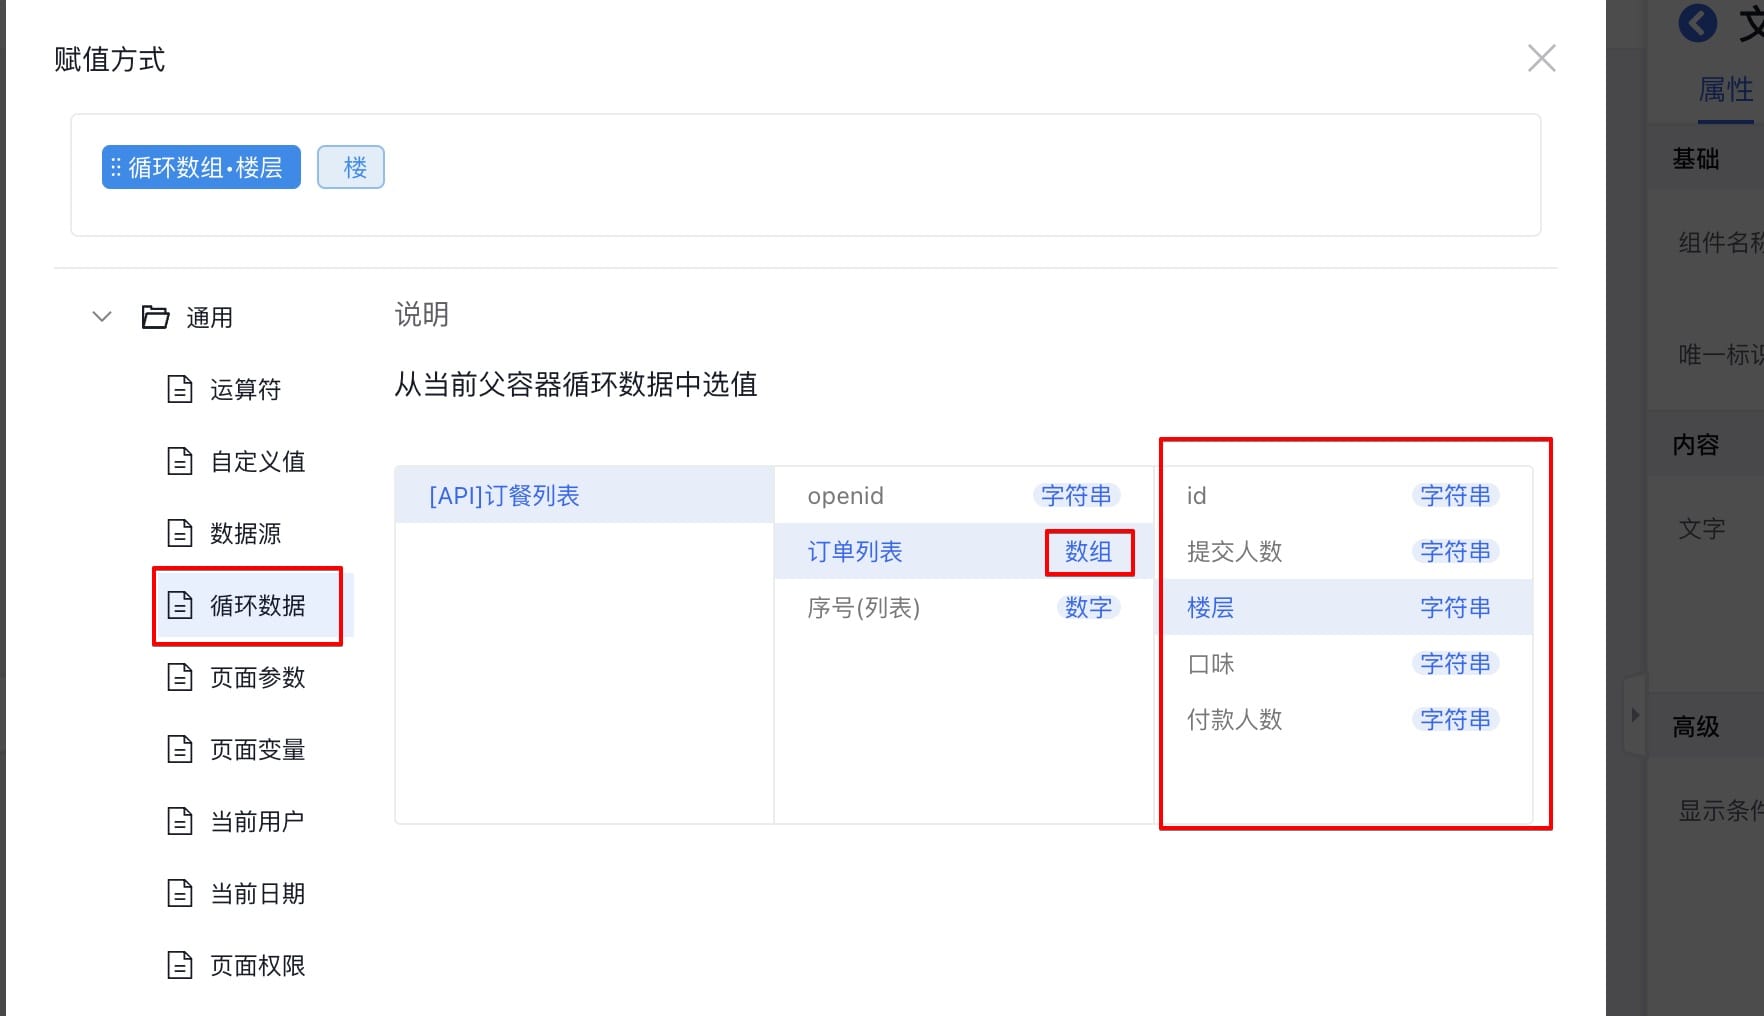 赋值方式
循环数组·楼层 楼
通用
运算符
自定义值
数据源
循环数据
页面参数
页面变量
当前用户
当前日期
页面权限
说明
从当前父容器循环数据中选值
[API]订餐列表
openid 字符串
订单列表 数组
序号(列表) 数字
id 字符串
提交人数 字符串
楼层 字符串
口味 字符串
付款人数 字符串
属性
基础
组件名称
唯一标识
内容
文字
高级
显示条件